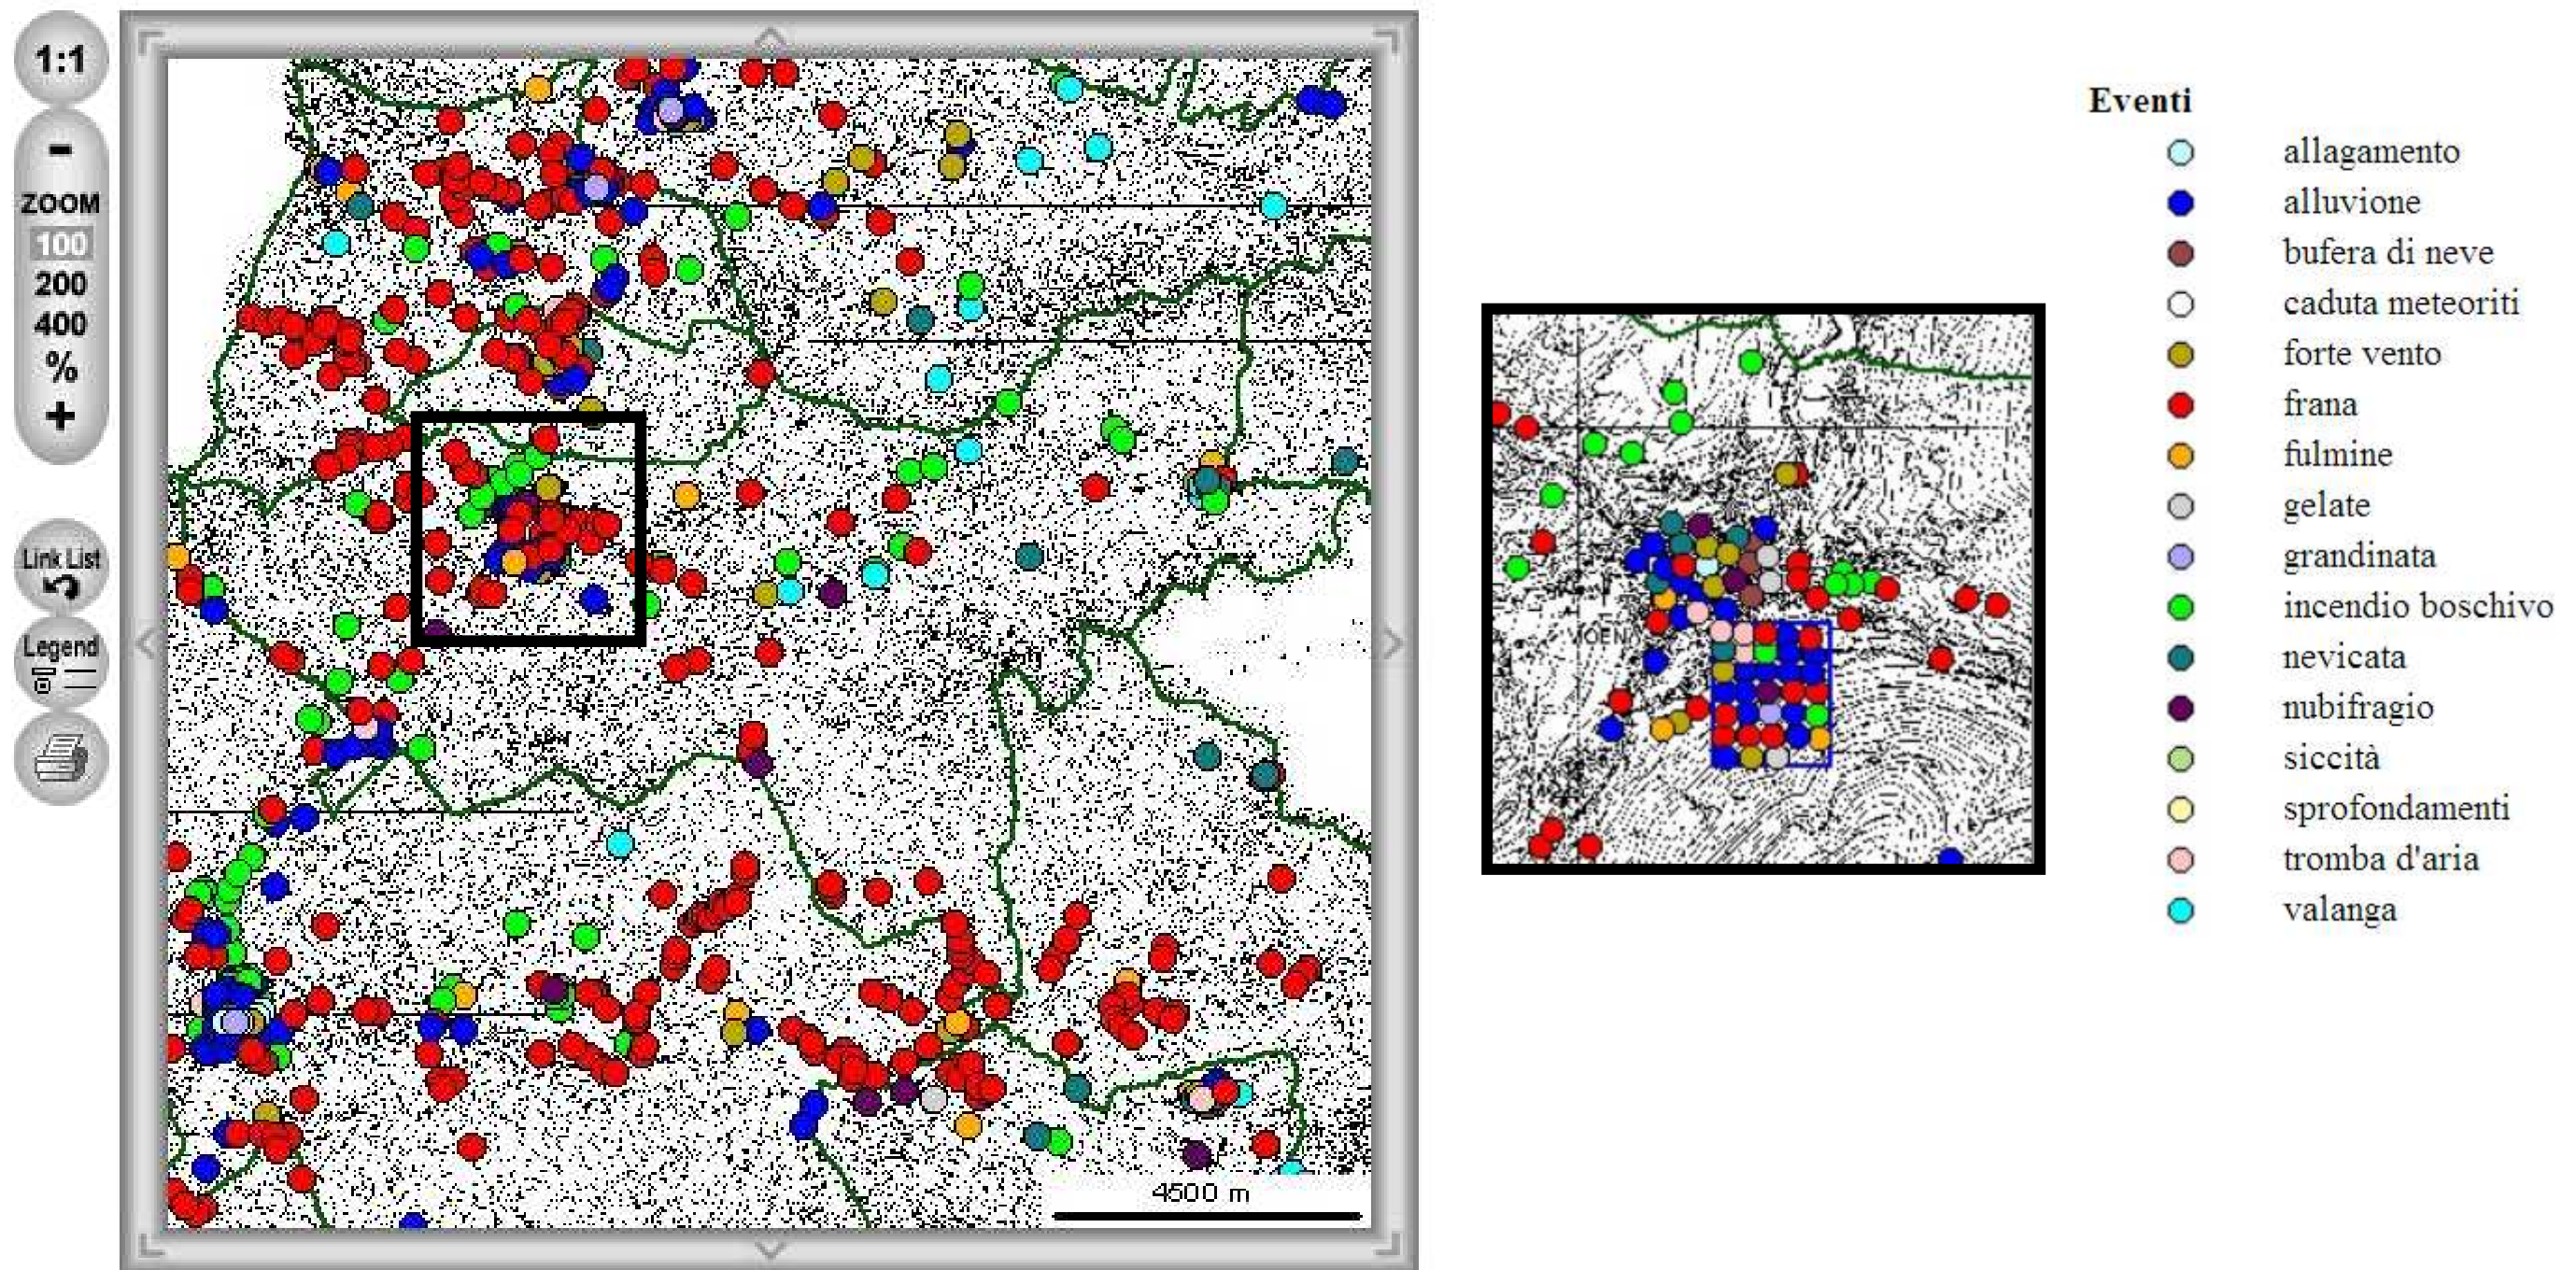 1:1
-
ZOOM
100
200
400
%
+
Link List
Legend
4500 m
Eventi
allagamento
alluvione
bufera di neve
caduta meteoriti
forte vento
frana
fulmine
gelate
grandinata
incendio boschivo
nevicata
nubifragio
siccità
sprofondamenti
tromba d'aria
valanga